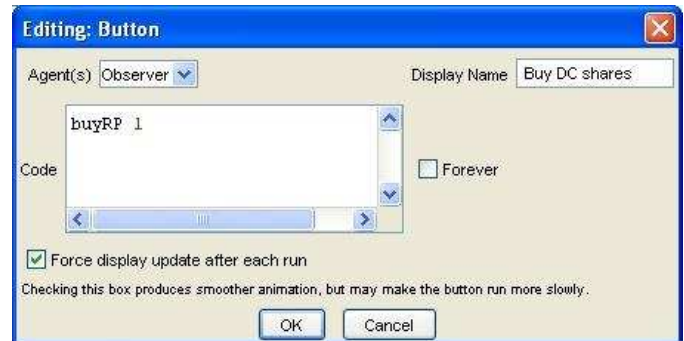 Editing: Button
Agent(s) Observer Display Name Buy DC shares
buyRP 1
Code Forever
Force display update after each run
Checking this box produces smoother animation, but may make the button run more slowly.
OK Cancel